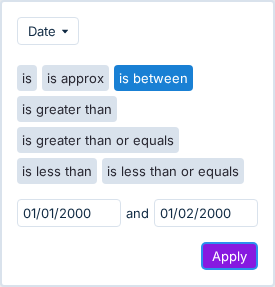 Date
is is approx is between
is greater than
is greater than or equals
is less than is less than or equals
01/01/2000 and 01/02/2000
Apply